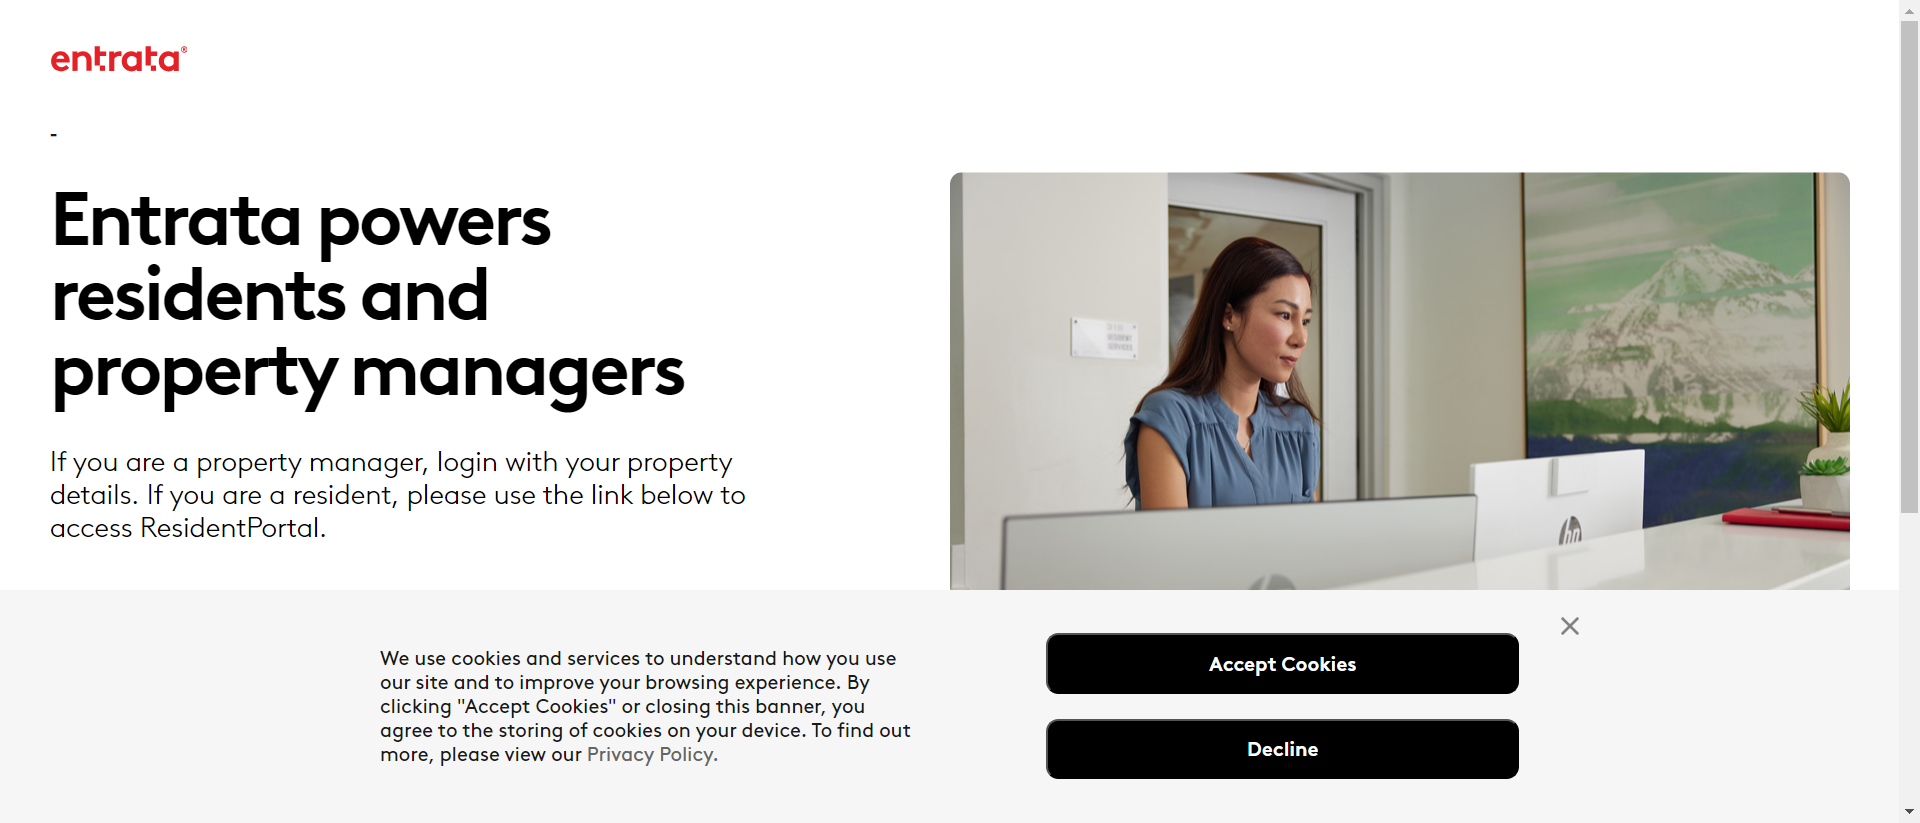 entrata®
-
Entrata powers
residents and
property managers
If you are a property manager, login with your property
details. If you are a resident, please use the link below to
access ResidentPortal.
hp
We use cookies and services to understand how you use
our site and to improve your browsing experience. By
clicking "Accept Cookies" or closing this banner, you
agree to the storing of cookies on your device. To find out
more, please view our Privacy Policy.
Accept Cookies
Decline